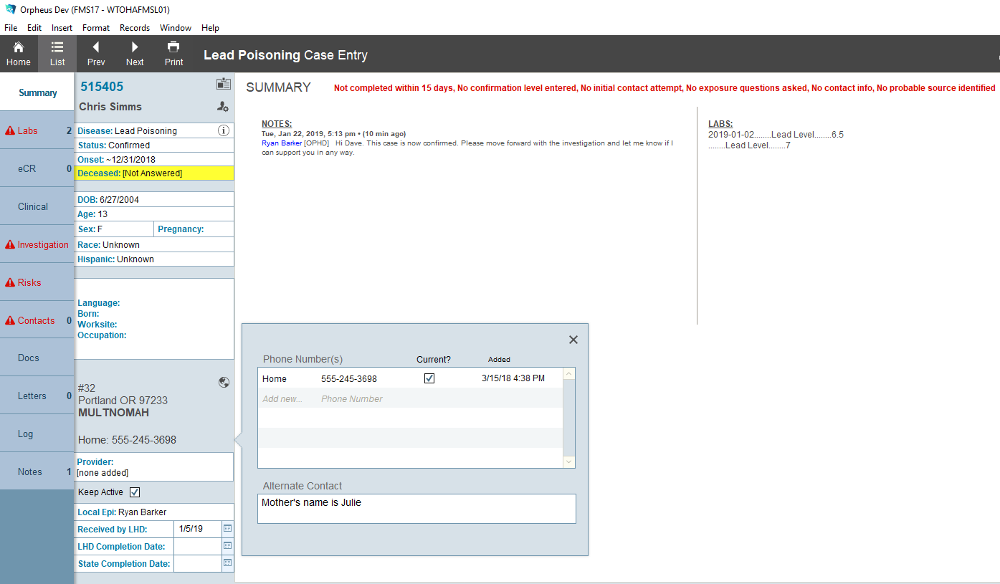 Orpheus Dev (FMS17 - WTOHAFMSL01)
File Edit Insert Format Records Window Help
Home List Prev Next Print Lead Poisoning Case Entry
Summary
Labs 2
eCR 0
Clinical
Investigation
Risks
Contacts 0
Docs
Letters 0
Log
Notes 1
515405
Chris Simms
Disease: Lead Poisoning
Status: Confirmed
Onset: ~12/31/2018
Deceased: [Not Answered]
DOB: 6/27/2004
Age: 13
Sex: F Pregnancy:
Race: Unknown
Hispanic: Unknown
Language:
Born:
Worksite:
Occupation:
#32
Portland OR 97233
MULTNOMAH
Home: 555-245-3698
Provider:
[none added]
Keep Active
Local Epi: Ryan Barker
Received by LHD: 1/5/19
LHD Completion Date:
State Completion Date:
SUMMARY Not completed within 15 days, No confirmation level entered, No initial contact attempt, No exposure questions asked, No contact info, No probable source identified
NOTES:
Tue, Jan 22, 2019, 5:13 pm • (10 min ago)
Ryan Barker [OPHD] Hi Dave. This case is now confirmed. Please move forward with the investigation and let me know if I
can support you in any way.
LABS:
2019-01-02........Lead Level........6.5
........Lead Level........7
Phone Number(s) Current? Added
Home 555-245-3698 3/15/18 4:38 PM
Add new... Phone Number
Alternate Contact
Mother's name is Julie